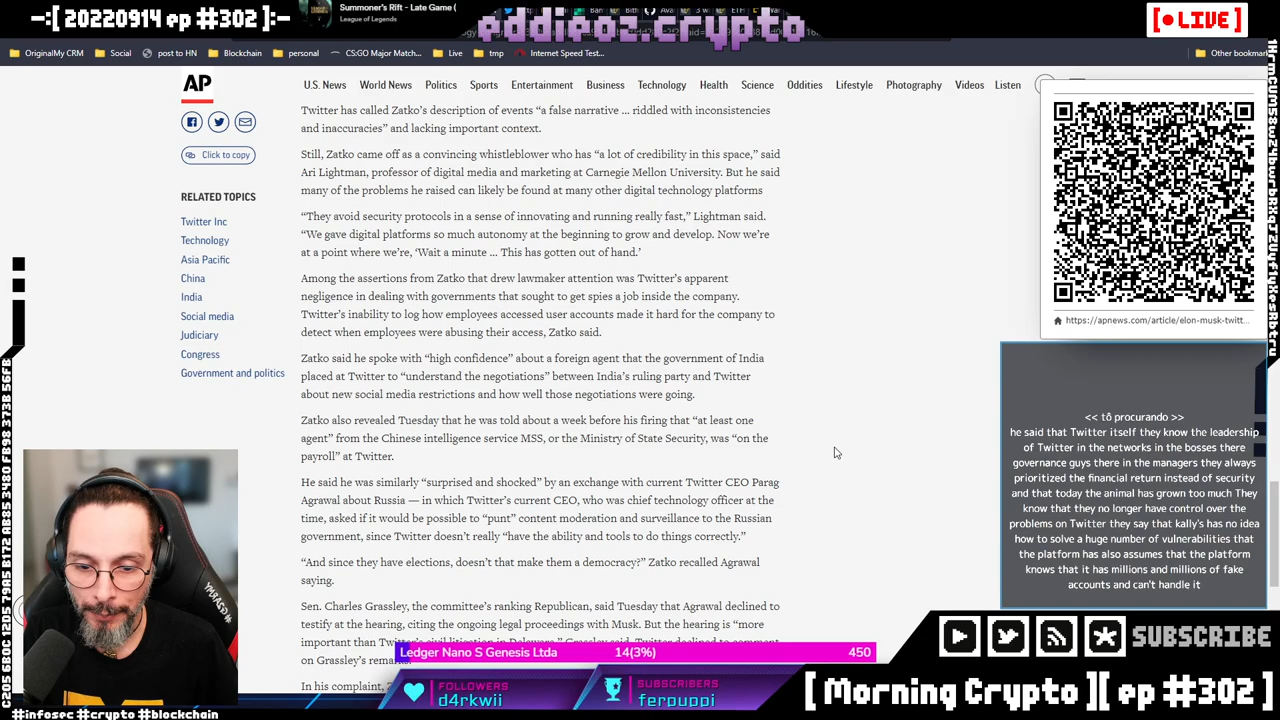 -:[ 20220914 ep #302 ]:-
Summoner's Rift - Late Game (
League of Legends
eddieoz.crypto
[ LIVE ]
OriginalMy CRM
Social
post to HN
Blockchain
personal
CS:GO Major Match...
Live
tmp
Internet Speed Test...
Other bookmar
AP
U.S. News
World News
Politics
Sports
Entertainment
Business
Technology
Health
Science
Oddities
Lifestyle
Photography
Videos
Listen
Click to copy
RELATED TOPICS
Twitter Inc
Technology
Asia Pacific
China
India
Social media
Judiciary
Congress
Government and politics
Twitter has called Zatko's description of events “a false narrative ... riddled with inconsistencies
and inaccuracies” and lacking important context.
Still, Zatko came off as a convincing whistleblower who has “a lot of credibility in this space,” said
Ari Lightman, professor of digital media and marketing at Carnegie Mellon University. But he said
many of the problems he raised can likely be found at many other digital technology platforms
“They avoid security protocols in a sense of innovating and running really fast,” Lightman said.
“We gave digital platforms so much autonomy at the beginning to grow and develop. Now we're
at a point where we're, ‘Wait a minute ... This has gotten out of hand.’
Among the assertions from Zatko that drew lawmaker attention was Twitter's apparent
negligence in dealing with governments that sought to get spies a job inside the company.
Twitter's inability to log how employees accessed user accounts made it hard for the company to
detect when employees were abusing their access, Zatko said.
Zatko said he spoke with “high confidence” about a foreign agent that the government of India
placed at Twitter to “understand the negotiations” between India's ruling party and Twitter
about new social media restrictions and how well those negotiations were going.
Zatko also revealed Tuesday that he was told about a week before his firing that “at least one
agent” from the Chinese intelligence service MSS, or the Ministry of State Security, was “on the
payroll” at Twitter.
He said he was similarly “surprised and shocked” by an exchange with current Twitter CEO Parag
Agrawal about Russia — in which Twitter's current CEO, who was chief technology officer at the
time, asked if it would be possible to “punt” content moderation and surveillance to the Russian
government, since Twitter doesn't really “have the ability and tools to do things correctly.”
“And since they have elections, doesn't that make them a democracy?” Zatko recalled Agrawal
saying.
Sen. Charles Grassley, the committee's ranking Republican, said Tuesday that Agrawal declined to
testify at the hearing, citing the ongoing legal proceedings with Musk. But the hearing is “more
important than Twitter's civil litigation in Delaware,” Grassley said. Twitter declined to comment
on Grassley's remarks.
In his complaint, 2
https://apnews.com/article/elon-musk-twitt...
<< tô procurando >>
he said that Twitter itself they know the leadership
of Twitter in the networks in the bosses there
governance guys there in the managers they always
prioritized the financial return instead of security
and that today the animal has grown too much They
know that they no longer have control over the
problems on Twitter they say that kally's has no idea
how to solve a huge number of vulnerabilities that
the platform has also assumes that the platform
knows that it has millions and millions of fake
accounts and can't handle it
Ledger Nano S Genesis Ltda
14(3%)
450
FOLLOWERS
d4rkwii
SUBSCRIBERS
ferpuppi
SUBSCRIBE
[ Morning Crypto ][ ep #302 ]
#infosec #crypto #blockchain